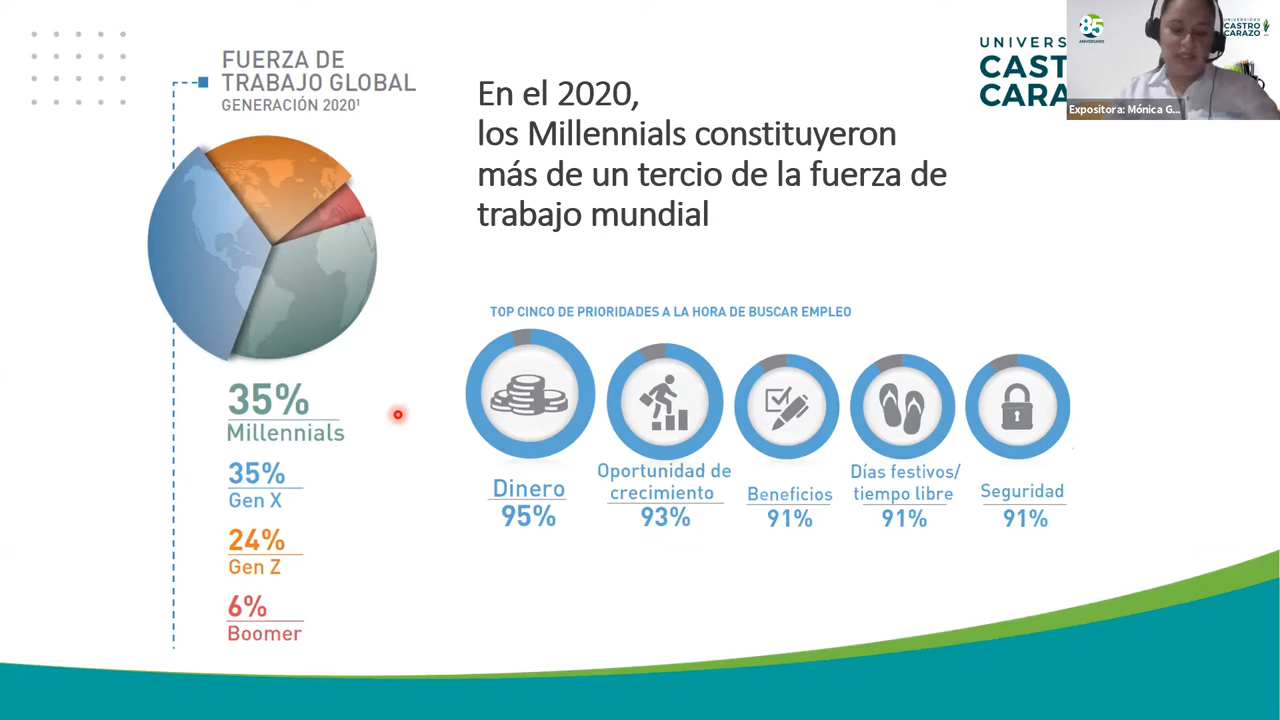 FUERZA DE
TRABAJO GLOBAL
GENERACIÓN 2020¹
En el 2020,
los Millennials constituyeron
más de un tercio de la fuerza de
trabajo mundial
UNIVERS
CAST
CARA
85
ANIVERSARIO
UNIVERSIDAD
CASTRO
CARAZO
Expositora: Mónica G...
35%
Millennials
35%
Gen X
24%
Gen Z
6%
Boomer
TOP CINCO DE PRIORIDADES A LA HORA DE BUSCAR EMPLEO
Dinero
95%
Oportunidad de
crecimiento
93%
Beneficios
91%
Días festivos/
tiempo libre
91%
Seguridad
91%